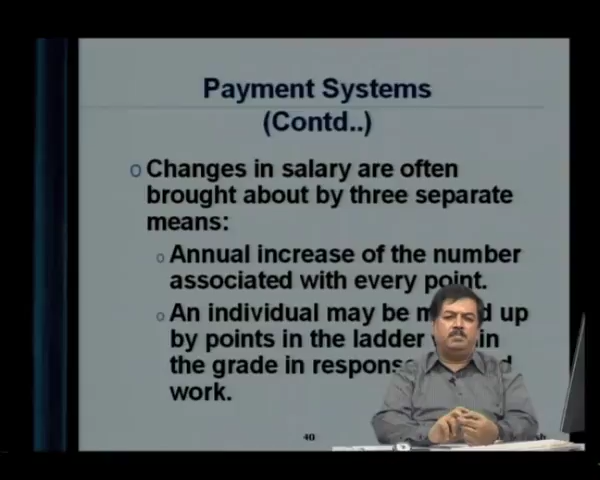 Payment Systems
(Contd..)
o Changes in salary are often
brought about by three separate
means:
o Annual increase of the number
associated with every point.
o An individual may be up
by points in the ladder
the grade in response
work.
40